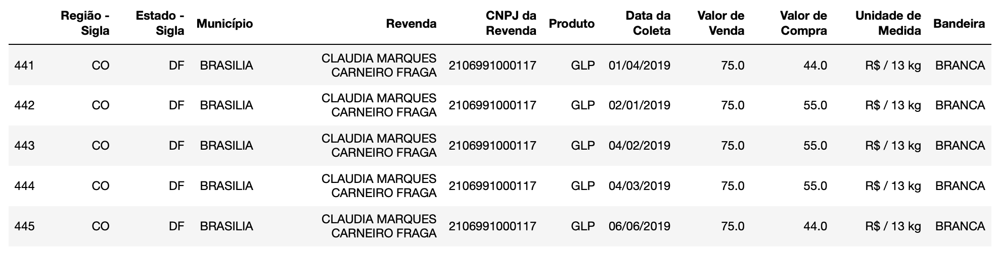 Região - Sigla Estado - Sigla Município Revenda CNPJ da Revenda Produto Data da Coleta Valor de Venda Valor de Compra Unidade de Medida Bandeira
441 CO DF BRASILIA CLAUDIA MARQUES CARNEIRO FRAGA 2106991000117 GLP 01/04/2019 75.0 44.0 R$ / 13 kg BRANCA
442 CO DF BRASILIA CLAUDIA MARQUES CARNEIRO FRAGA 2106991000117 GLP 02/01/2019 75.0 55.0 R$ / 13 kg BRANCA
443 CO DF BRASILIA CLAUDIA MARQUES CARNEIRO FRAGA 2106991000117 GLP 04/02/2019 75.0 55.0 R$ / 13 kg BRANCA
444 CO DF BRASILIA CLAUDIA MARQUES CARNEIRO FRAGA 2106991000117 GLP 04/03/2019 75.0 55.0 R$ / 13 kg BRANCA
445 CO DF BRASILIA CLAUDIA MARQUES CARNEIRO FRAGA 2106991000117 GLP 06/06/2019 75.0 44.0 R$ / 13 kg BRANCA